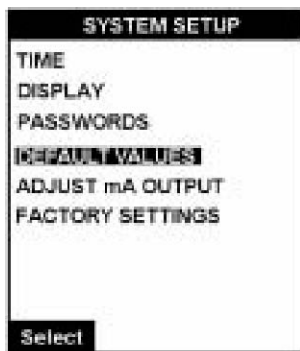 SYSTEM SETUP
TIME
DISPLAY
PASSWORDS
DEFAULT VALUES
ADJUST mA OUTPUT
FACTORY SETTINGS
Select